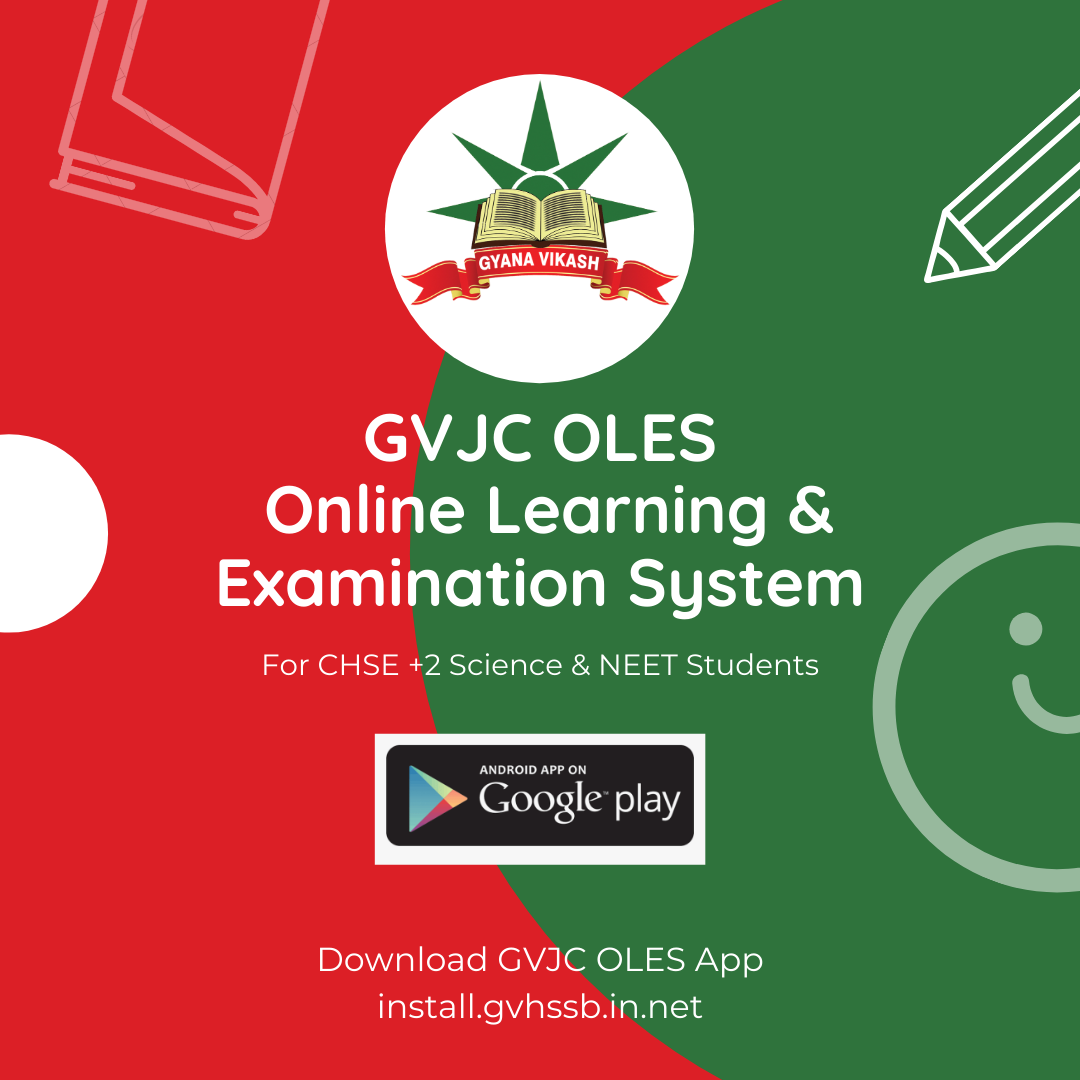 GYANA VIKASH
GVJC OLES
Online Learning &
Examination System
For CHSE +2 Science & NEET Students
ANDROID APP ON
Google™ play
Download GVJC OLES App
install.gvhssb.in.net